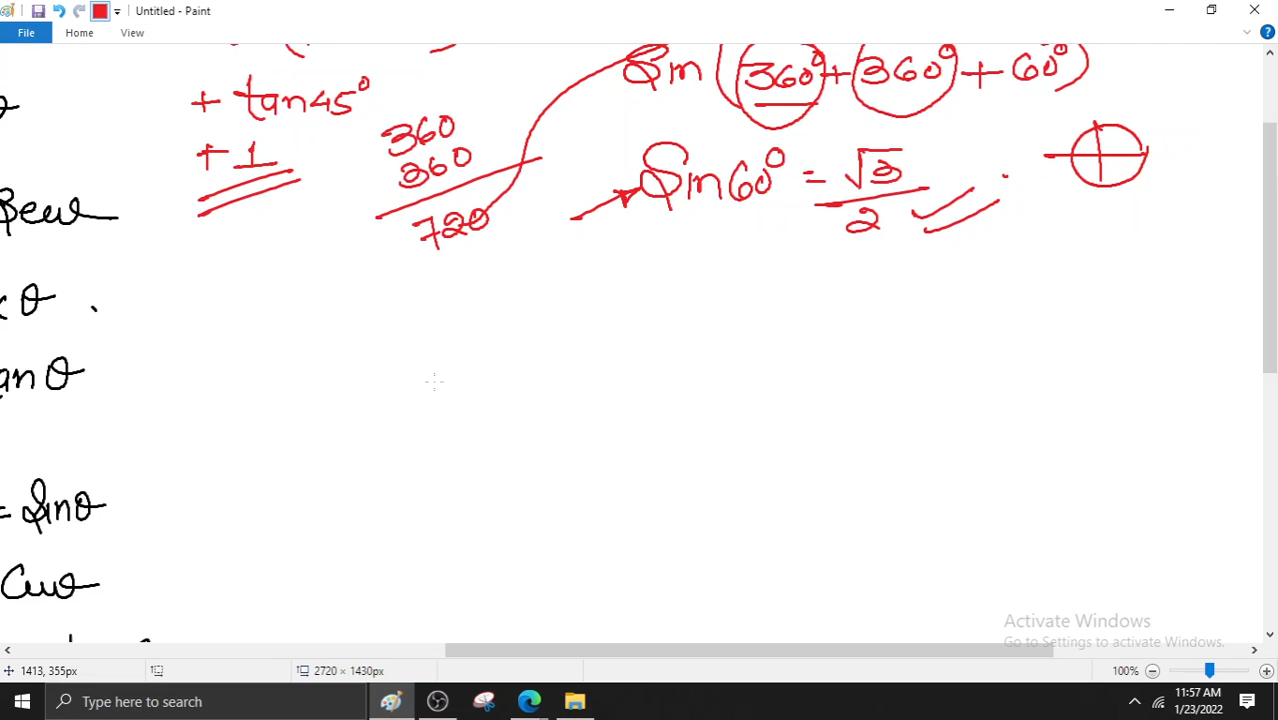 Untitled - Paint
File Home View
Sin (360° + 360° + 60°)
+ tan45°
+ 1
360
360
720
Sin60° = √3
2
θ
anθ
= Sinθ
1413, 355px
2720 × 1430px
100%
Activate Windows
Go to Settings to activate Windows.
Type here to search
11:57 AM
1/23/2022